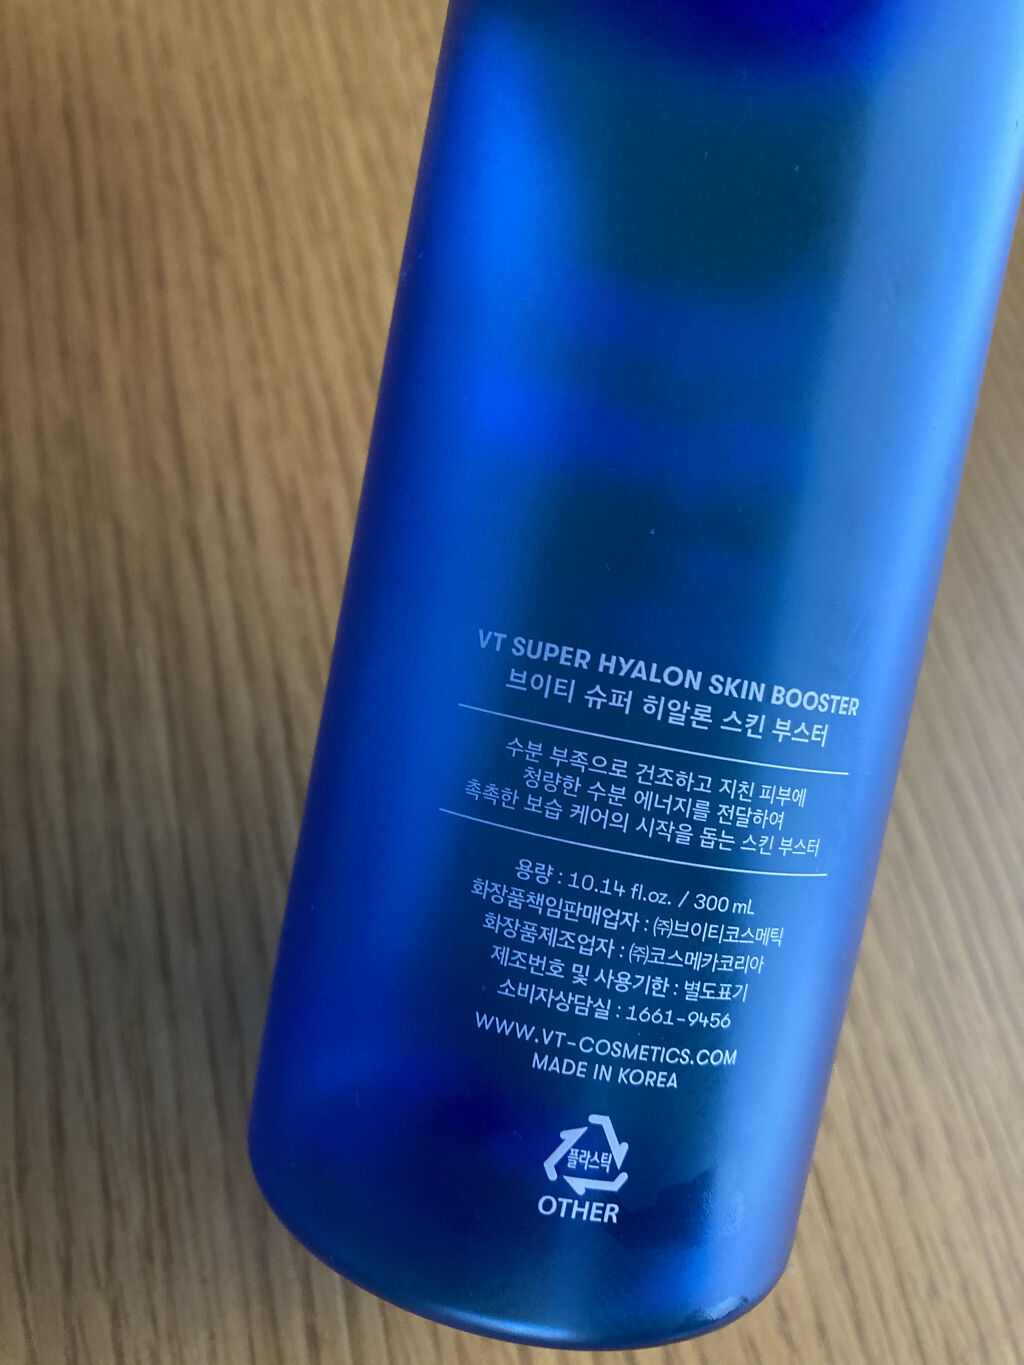 VT SUPER HYALON SKIN BOOSTER
브이티 슈퍼 히알론 스킨 부스터
수분 부족으로 건조하고 지친 피부에
청량한 수분 에너지를 전달하여
촉촉한 보습 케어의 시작을 돕는 스킨 부스터
용량 : 10.14 fl.oz. / 300 mL
화장품책임판매업자 : ㈜브이티코스메틱
화장품제조업자 : ㈜코스메카코리아
제조번호 및 사용기한 : 별도표기
소비자상담실 : 1661-9456
WWW.VT-COSMETICS.COM
MADE IN KOREA
플라스틱
OTHER